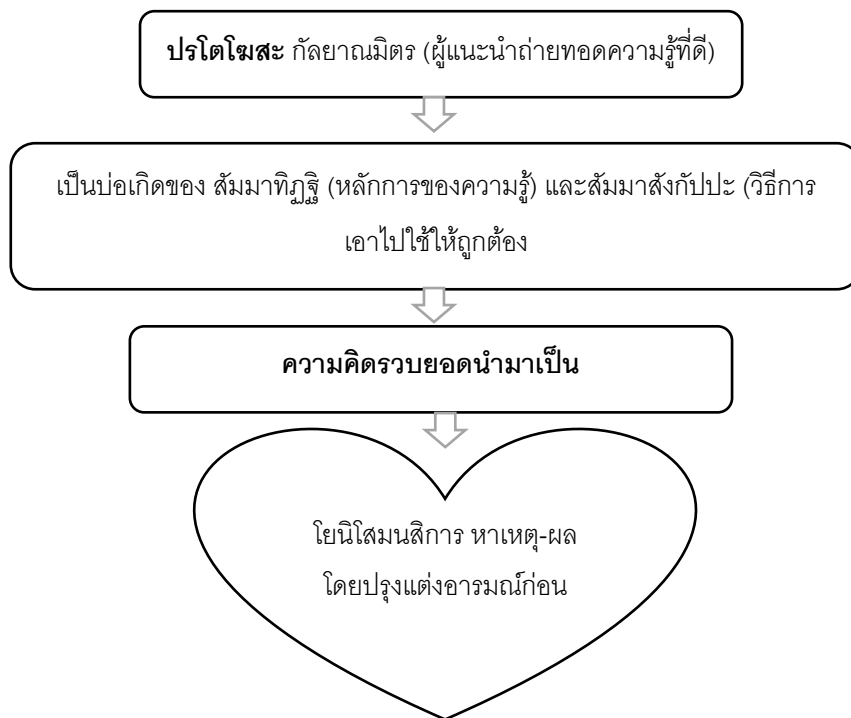 ปรโตโฆสะ กัลยาณมิตร (ผู้แนะนำถ่ายทอดความรู้ที่ดี)
เป็นบ่อเกิดของ สัมมาทิฏฐิ (หลักการของความรู้) และสัมมาสังกัปปะ (วิธีการ
เอาไปใช้ให้ถูกต้อง
ความคิดรวบยอดนำมาเป็น
โยนิโสมนสิการ หาเหตุ-ผล
โดยปรุงแต่งอารมณ์ก่อน